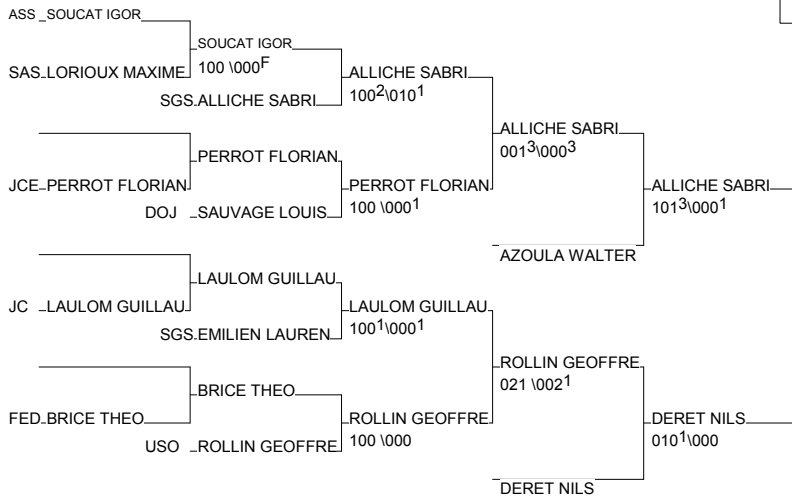 ASS SOUCAT IGOR
SOUCAT IGOR
100 \000F
SAS LORIOUX MAXIME
ALLICHE SABRI
1002\0101
SGS ALLICHE SABRI
ALLICHE SABRI
0013\0003
PERROT FLORIAN
JCE PERROT FLORIAN
PERROT FLORIAN
100 \0001
ALLICHE SABRI
1013\0001
DOJ SAUVAGE LOUIS
AZOULA WALTER
LAULOM GUILLAU
JC LAULOM GUILLAU
LAULOM GUILLAU
1001\0001
SGS EMILIEN LAUREN
ROLLIN GEOFFRE
021 \0021
BRICE THEO
FED BRICE THEO
ROLLIN GEOFFRE
100 \000
DERET NILS
0101\000
USO ROLLIN GEOFFRE
DERET NILS